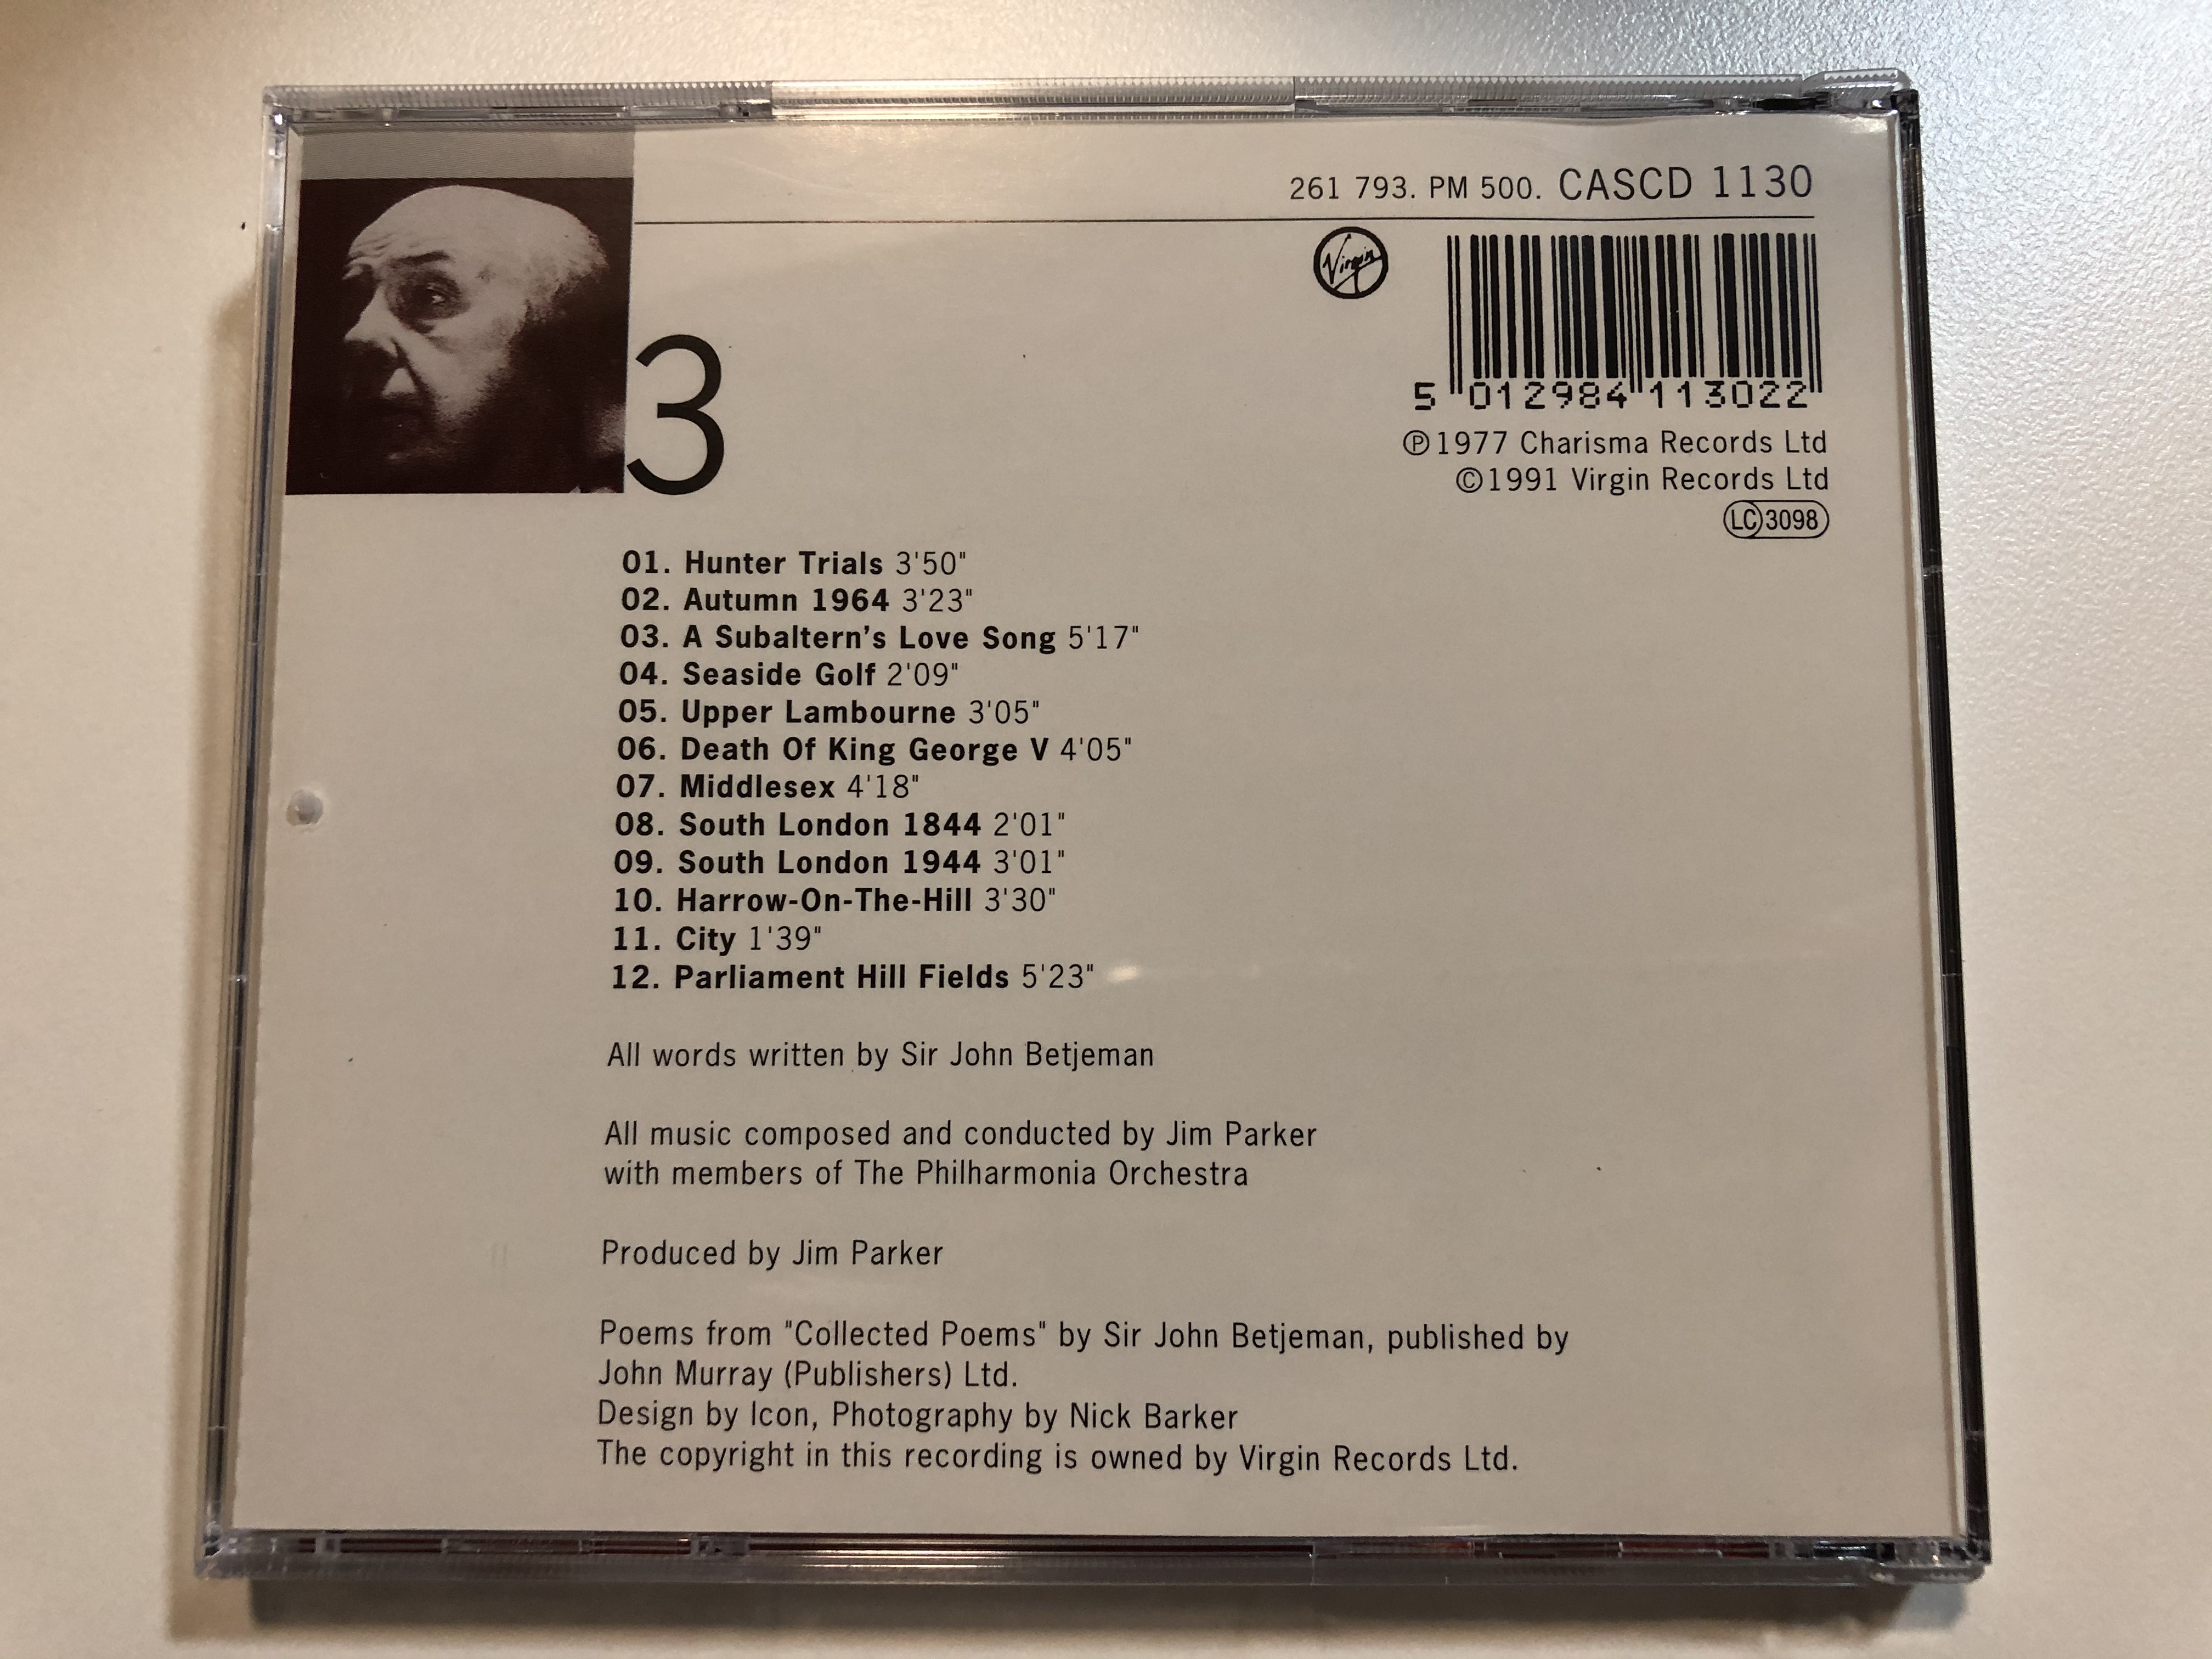 261 793. PM 500. CASCD 1130
Virgin
5 012984 113022
3
℗1977 Charisma Records Ltd
©1991 Virgin Records Ltd
LC 3098
01. Hunter Trials 3'50"
02. Autumn 1964 3'23"
03. A Subaltern's Love Song 5'17"
04. Seaside Golf 2'09"
05. Upper Lambourne 3'05"
06. Death Of King George V 4'05"
07. Middlesex 4'18"
08. South London 1844 2'01"
09. South London 1944 3'01"
10. Harrow-On-The-Hill 3'30"
11. City 1'39"
12. Parliament Hill Fields 5'23"
All words written by Sir John Betjeman
All music composed and conducted by Jim Parker
with members of The Philharmonia Orchestra
Produced by Jim Parker
Poems from "Collected Poems" by Sir John Betjeman, published by
John Murray (Publishers) Ltd.
Design by Icon, Photography by Nick Barker
The copyright in this recording is owned by Virgin Records Ltd.